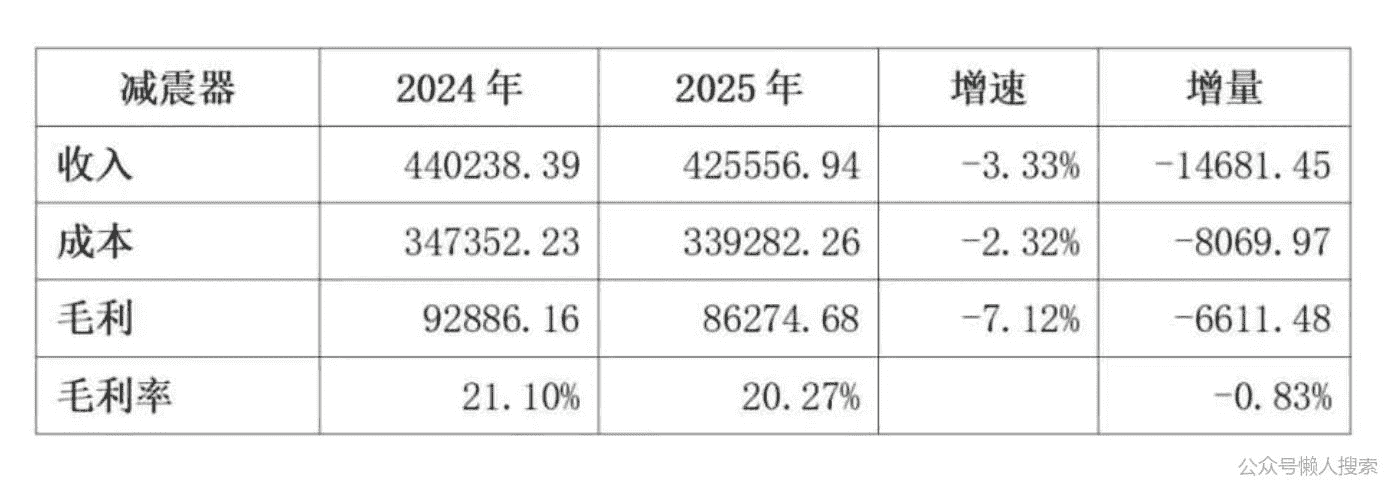 减震器 2024 年 2025 年 增速 增量
收入 440238.39 425556.94 -3.33% -14681.45
成本 347352.23 339282.26 -2.32% -8069.97
毛利 92886.16 86274.68 -7.12% -6611.48
毛利率 21.10% 20.27% -0.83%
公众号懒人搜索